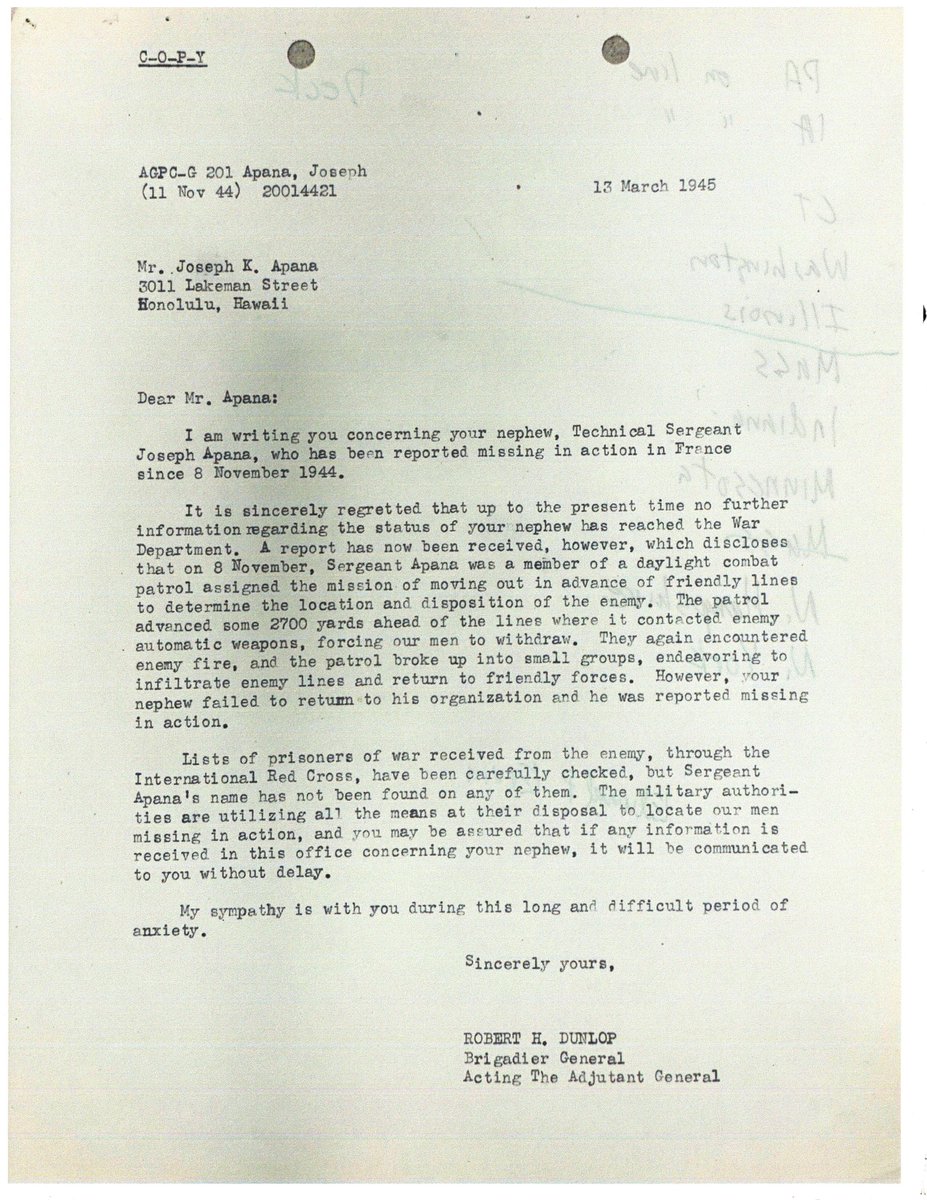 C-O-P-Y
AGPC-G 201 Apana, Joseph
(11 Nov 44) 20014421
13 March 1945
Mr. Joseph K. Apana
3011 Lakeman Street
Honolulu, Hawaii
Dear Mr. Apana:
I am writing you concerning your nephew, Technical Sergeant
Joseph Apana, who has been reported missing in action in France
since 8 November 1944.
It is sincerely regretted that up to the present time no further
information regarding the status of your nephew has reached the War
Department. A report has now been received, however, which discloses
that on 8 November, Sergeant Apana was a member of a daylight combat
patrol assigned the mission of moving out in advance of friendly lines
to determine the location and disposition of the enemy. The patrol
advanced some 2700 yards ahead of the lines where it contacted enemy
automatic weapons, forcing our men to withdraw. They again encountered
enemy fire, and the patrol broke up into small groups, endeavoring to
infiltrate enemy lines and return to friendly forces. However, your
nephew failed to return to his organization and he was reported missing
in action.
Lists of prisoners of war received from the enemy, through the
International Red Cross, have been carefully checked, but Sergeant
Apana's name has not been found on any of them. The military authori-
ties are utilizing all the means at their disposal to locate our men
missing in action, and you may be assured that if any information is
received in this office concerning your nephew, it will be communicated
to you without delay.
My sympathy is with you during this long and difficult period of
anxiety.
Sincerely yours,
ROBERT H. DUNLOP
Brigadier General
Acting The Adjutant General
PA on line
IA " "
CT
Washington
Illinois
Mass
Indiana
Minnesota